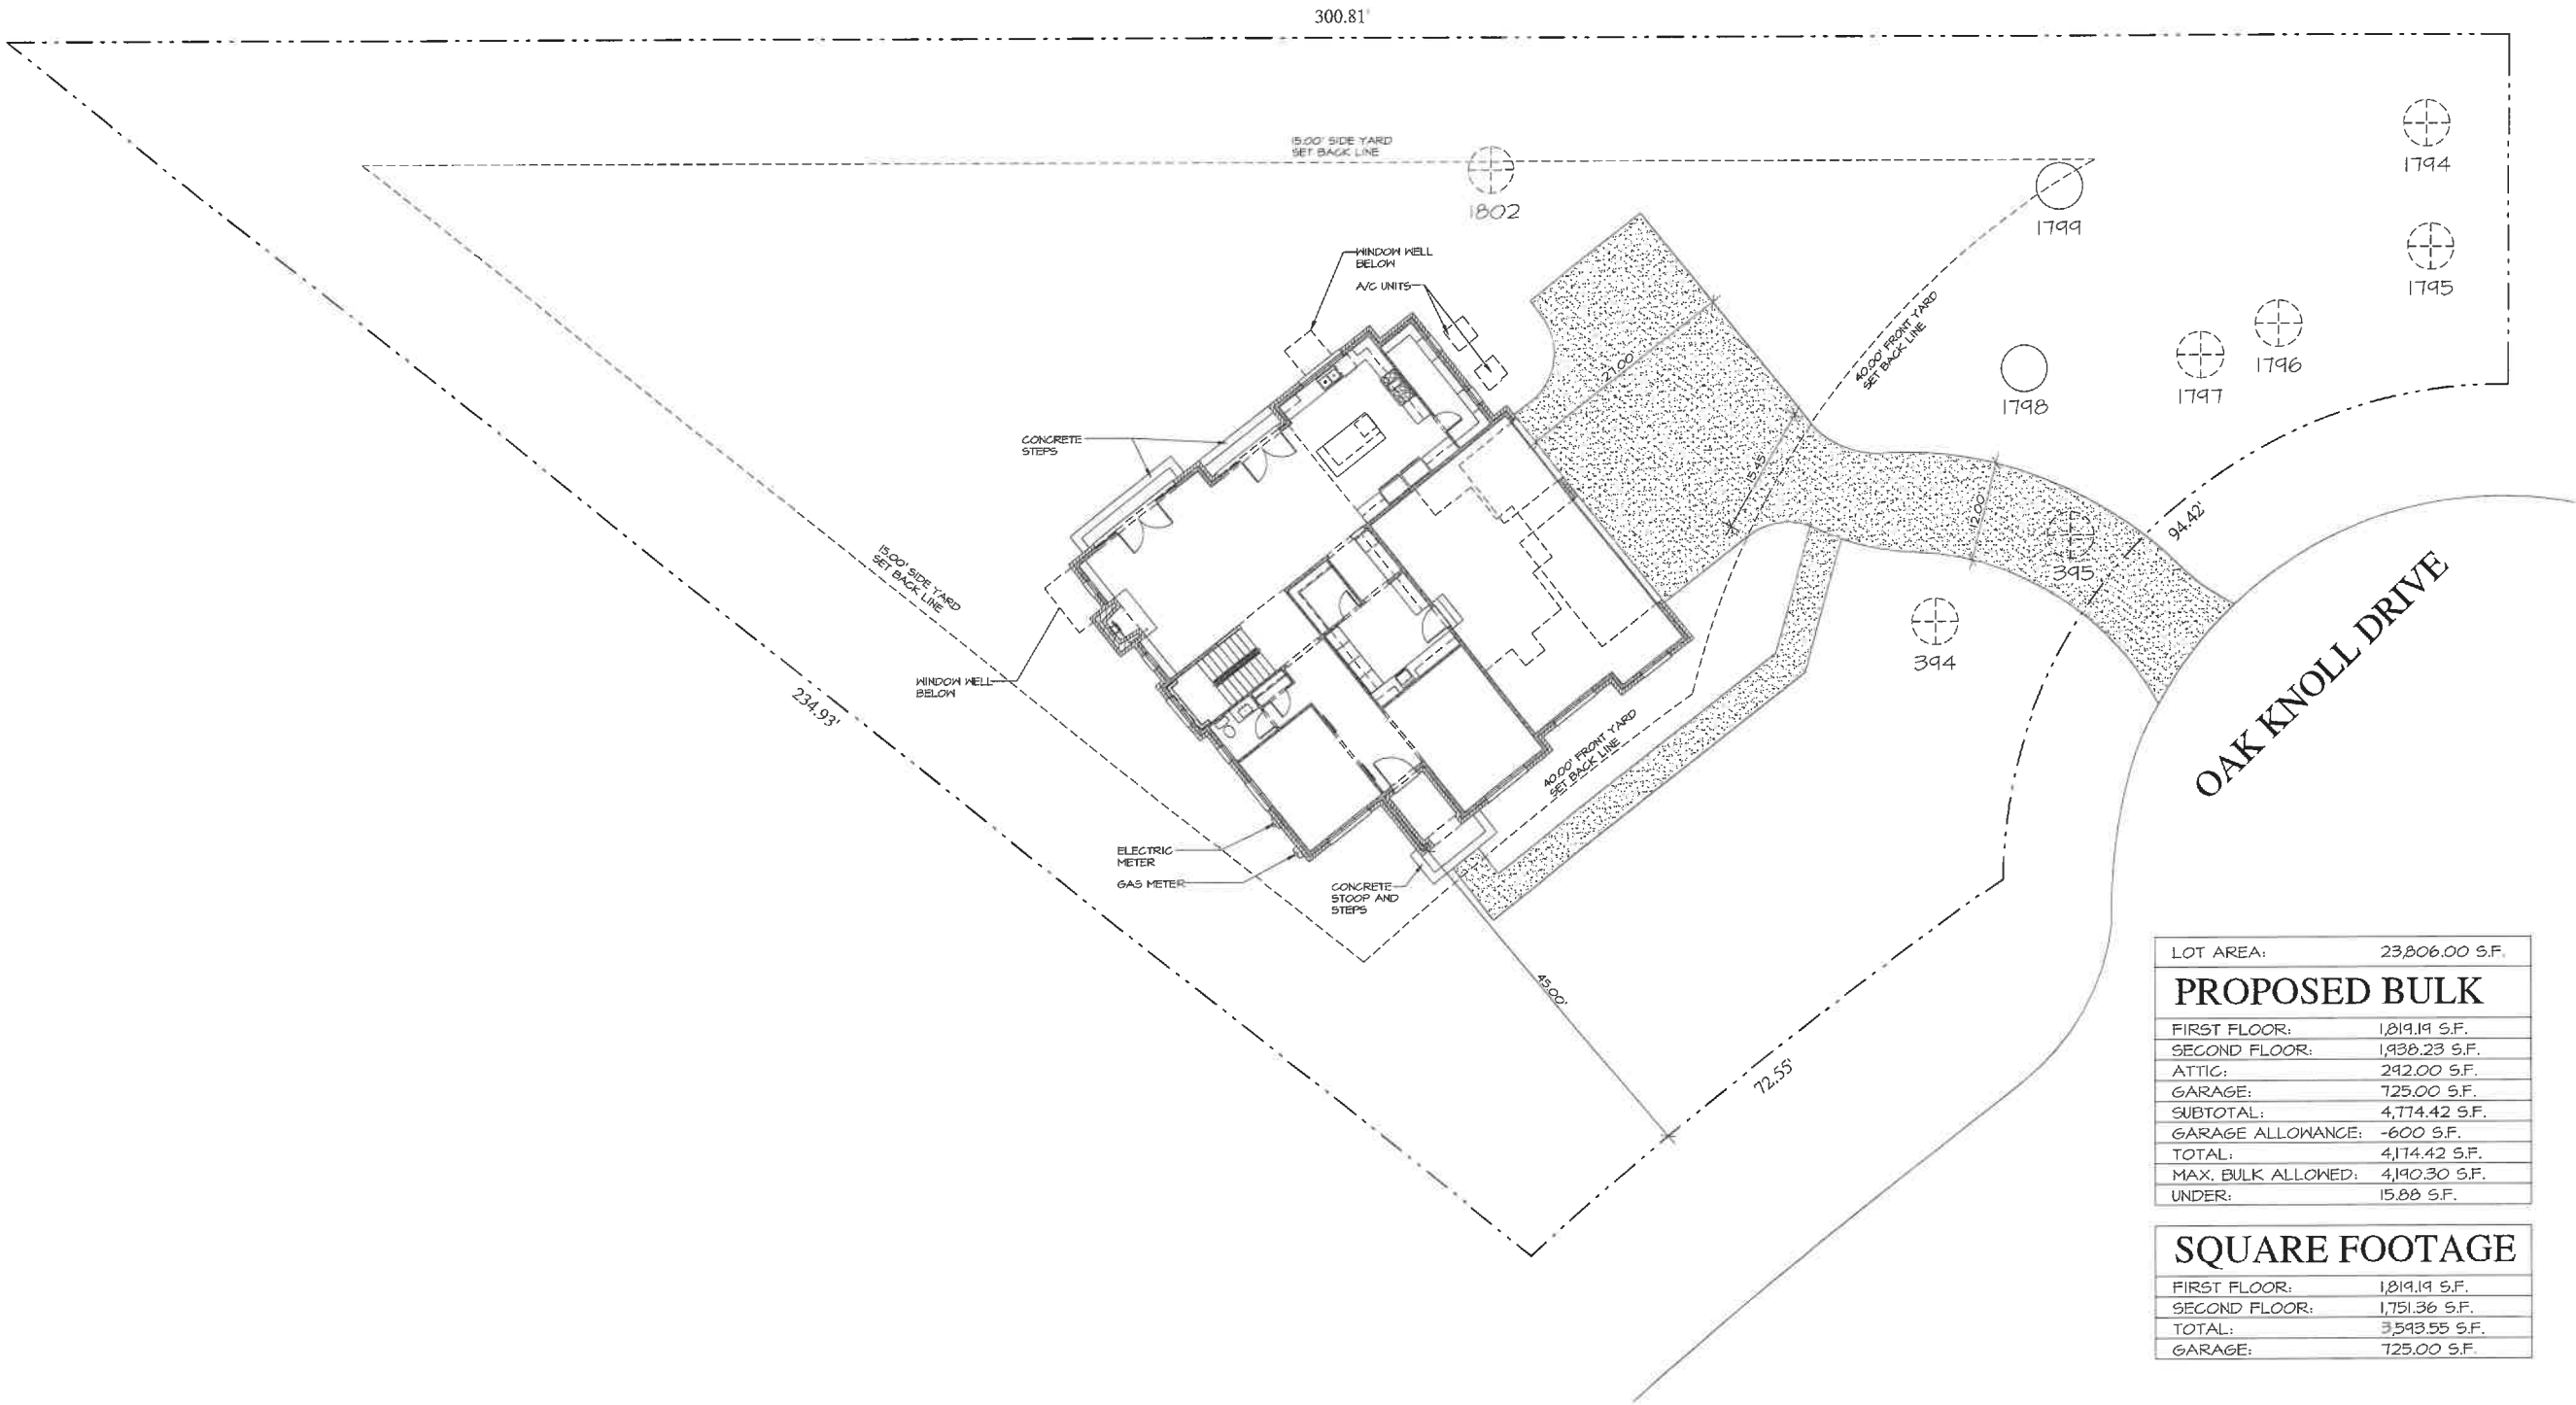 300.81'
15.00' SIDE YARD
SET BACK LINE
1802
1799
1794
1795
1796
1797
1798
WINDOW WELL
BELOW
A/C UNITS
27.00'
40.00' FRONT YARD
SET BACK LINE
CONCRETE
STEPS
15.45'
12.00'
395
94.42'
394
OAK KNOLL DRIVE
15.00' SIDE YARD
SET BACK LINE
WINDOW WELL
BELOW
234.93'
40.00' FRONT YARD
SET BACK LINE
ELECTRIC
METER
GAS METER
CONCRETE
STOOP AND
STEPS
45.00'
72.55'
LOT AREA: 23,806.00 S.F.
PROPOSED BULK
FIRST FLOOR: 1,819.19 S.F.
SECOND FLOOR: 1,938.23 S.F.
ATTIC: 292.00 S.F.
GARAGE: 725.00 S.F.
SUBTOTAL: 4,774.42 S.F.
GARAGE ALLOWANCE: -600 S.F.
TOTAL: 4,174.42 S.F.
MAX. BULK ALLOWED: 4,190.30 S.F.
UNDER: 15.88 S.F.
SQUARE FOOTAGE
FIRST FLOOR: 1,819.19 S.F.
SECOND FLOOR: 1,751.36 S.F.
TOTAL: 3,593.55 S.F.
GARAGE: 725.00 S.F.